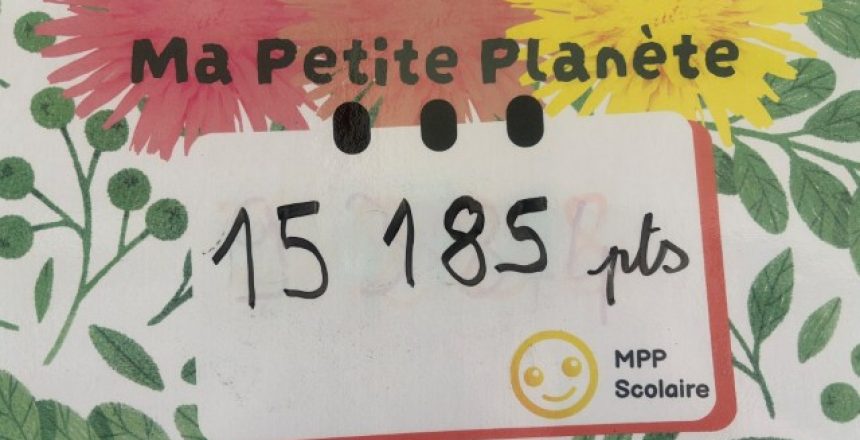 Ma Petite Planète
15 185 pts
MPP
Scolaire